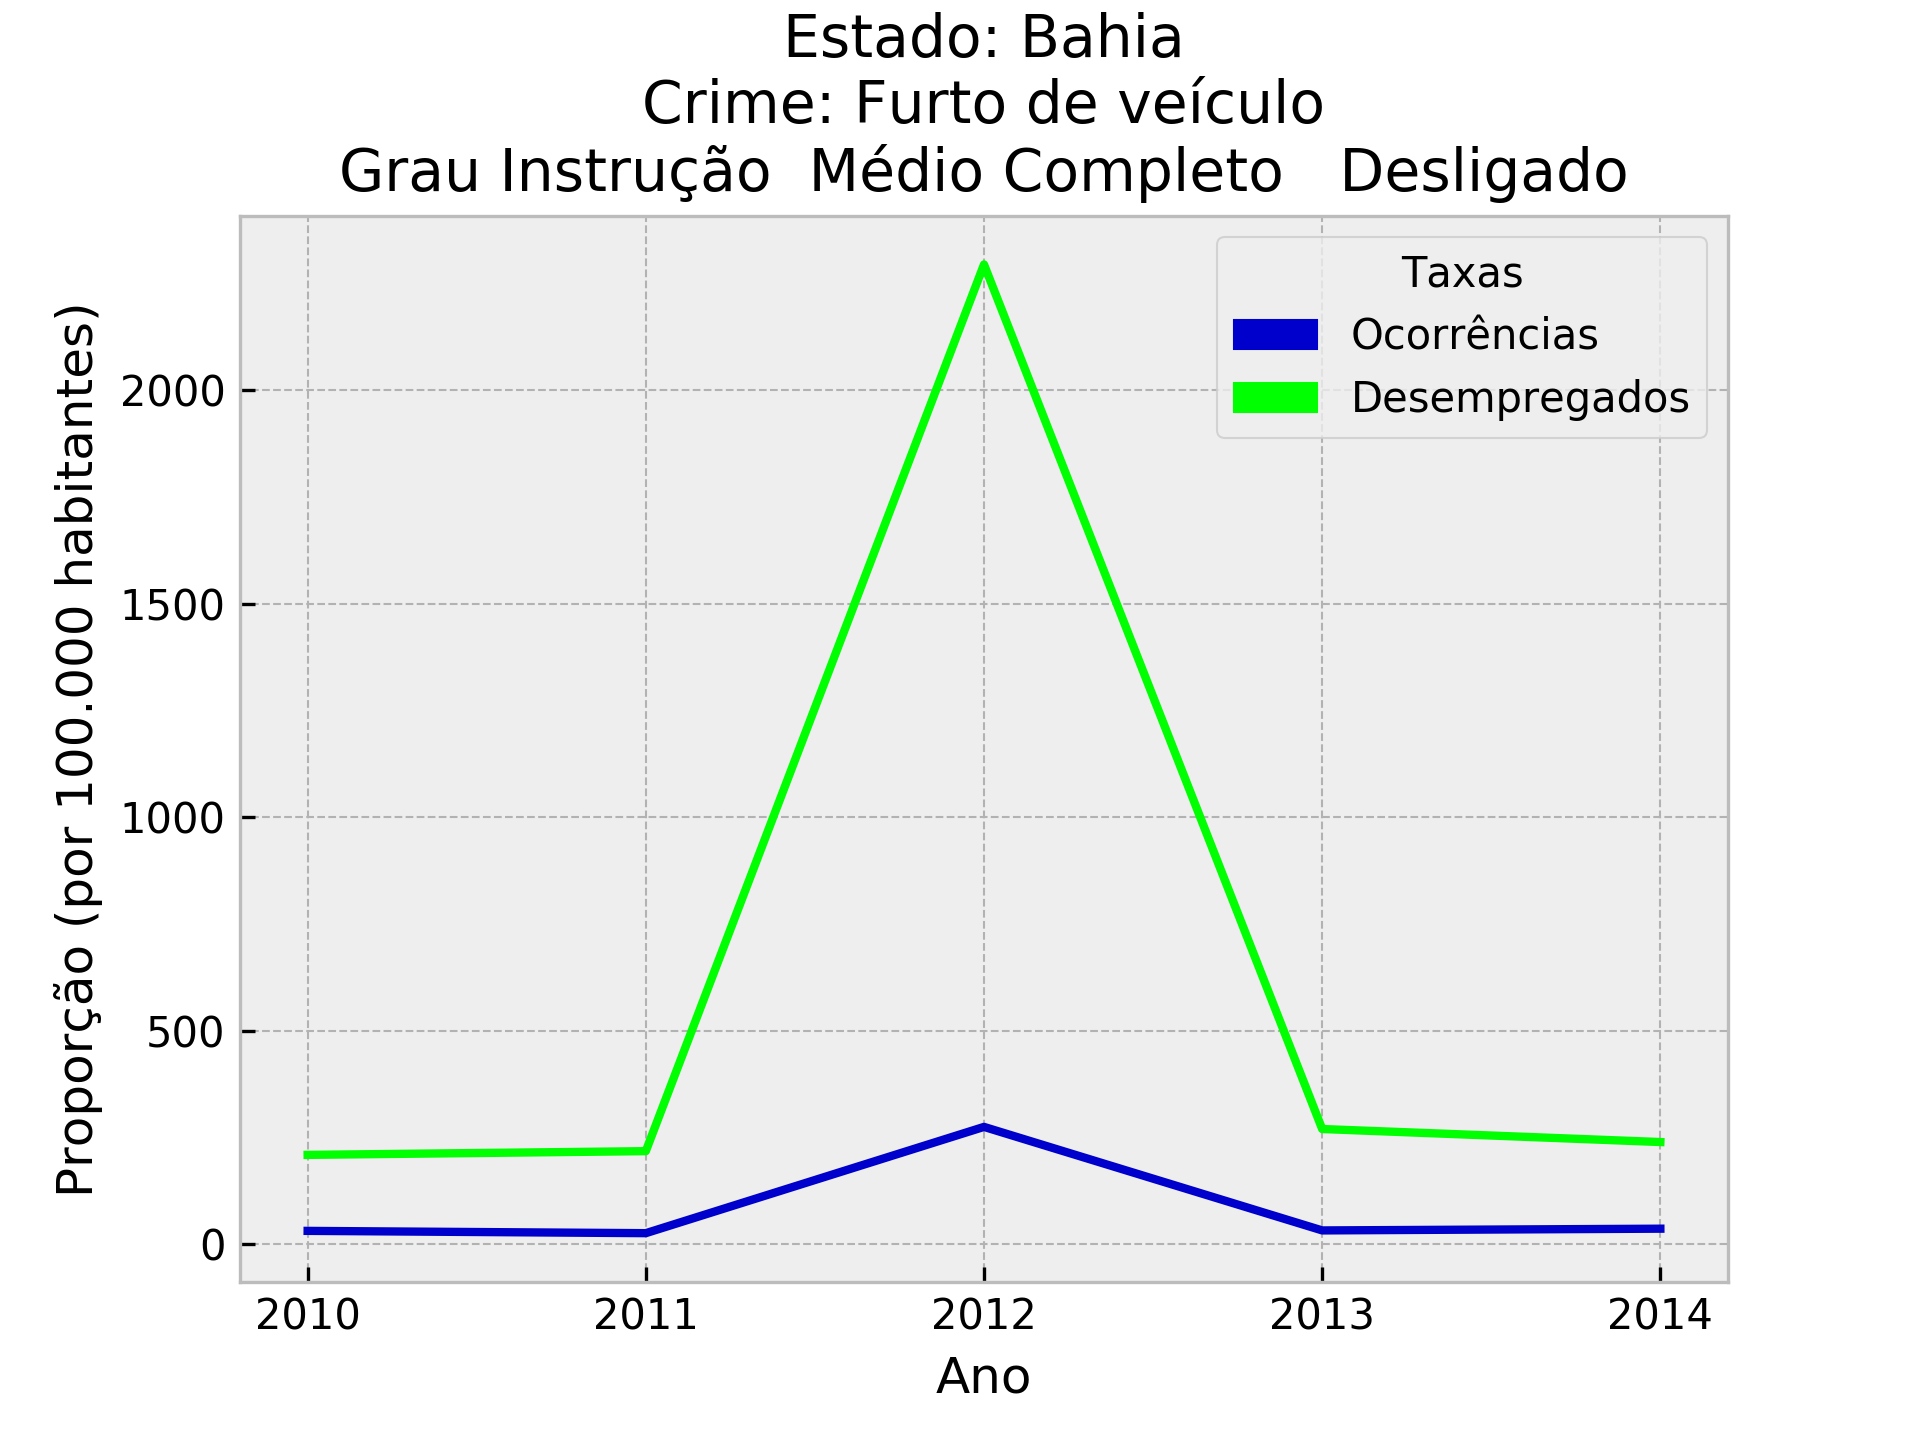 Estado: Bahia
Crime: Furto de veículo
Grau Instrução  Médio Completo   Desligado
Taxas
Ocorrências
Desempregados
Proporção (por 100.000 habitantes)
2000
1500
1000
500
0
2010 2011 2012 2013 2014
Ano